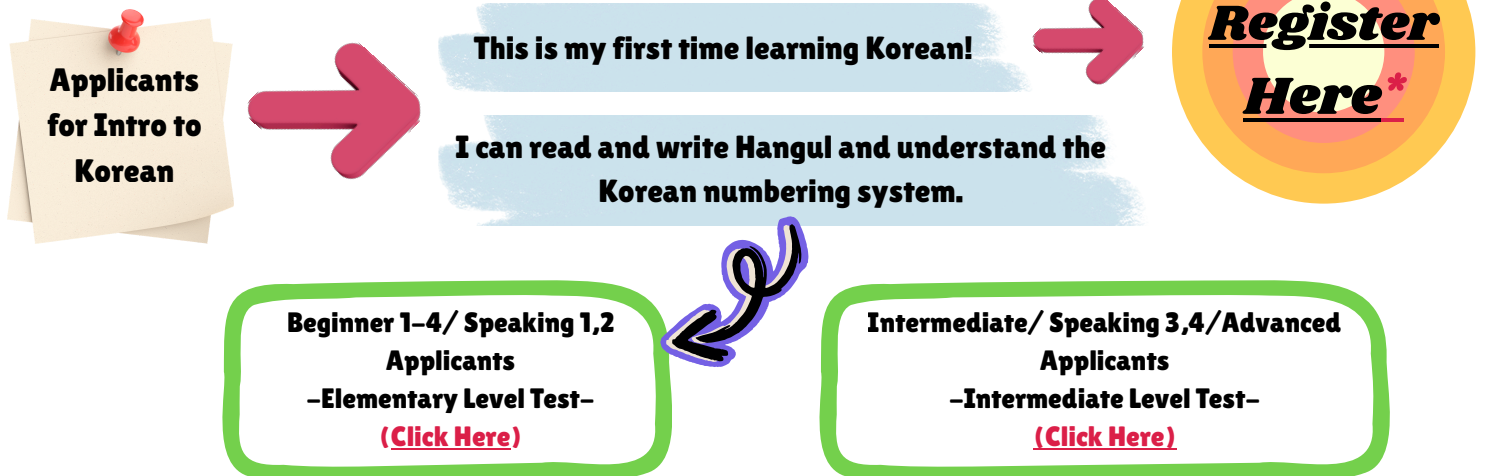 Applicants
for Intro to
Korean
This is my first time learning Korean!
Register
Here*
I can read and write Hangul and understand the
Korean numbering system.
Beginner 1-4/ Speaking 1,2
Applicants
-Elementary Level Test-
(Click Here)
Intermediate/ Speaking 3,4/Advanced
Applicants
-Intermediate Level Test-
(Click Here)